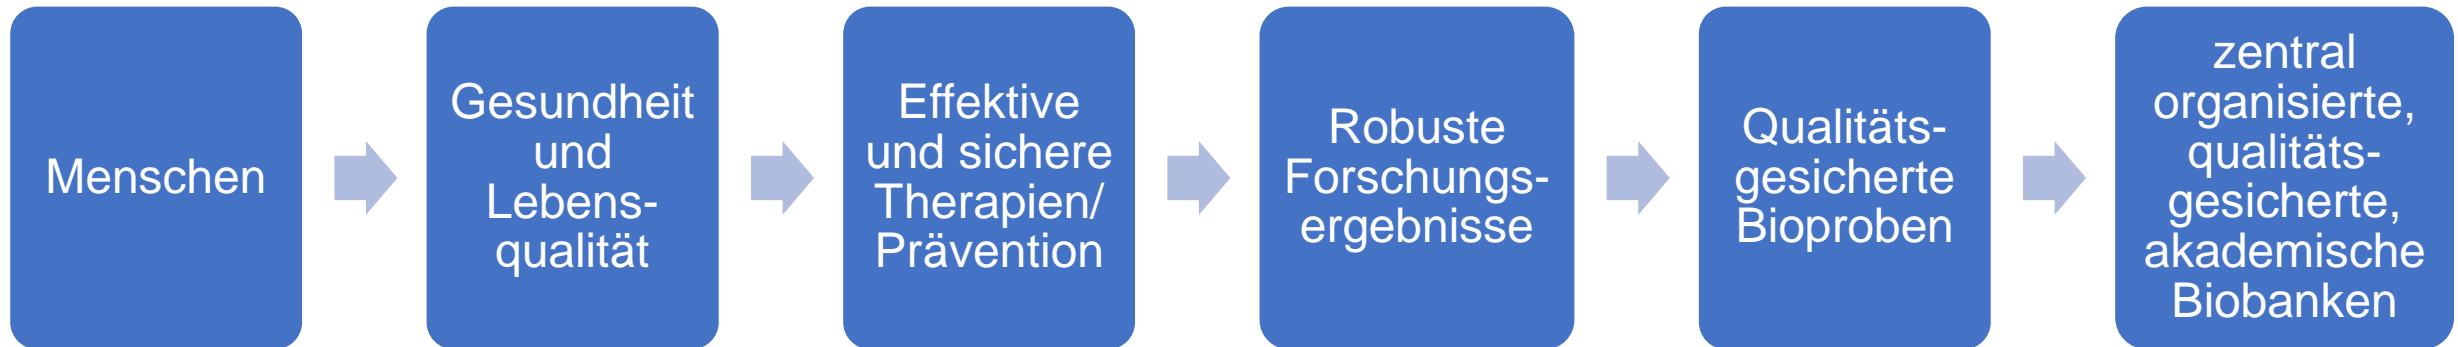 Menschen
Gesundheit
und
Lebens-
qualität
Effektive
und sichere
Therapien/
Prävention
Robuste
Forschungs-
ergebnisse
Qualitäts-
gesicherte
Bioproben
zentral
organisierte,
qualitäts-
gesicherte,
akademische
Biobanken